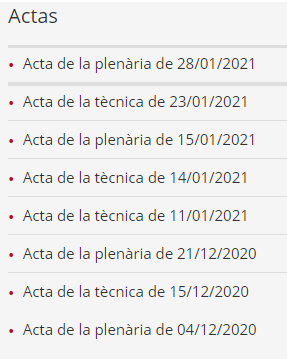 Actas
• Acta de la plenària de 28/01/2021
• Acta de la tècnica de 23/01/2021
• Acta de la plenària de 15/01/2021
• Acta de la tècnica de 14/01/2021
• Acta de la tècnica de 11/01/2021
• Acta de la plenària de 21/12/2020
• Acta de la tècnica de 15/12/2020
• Acta de la plenària de 04/12/2020